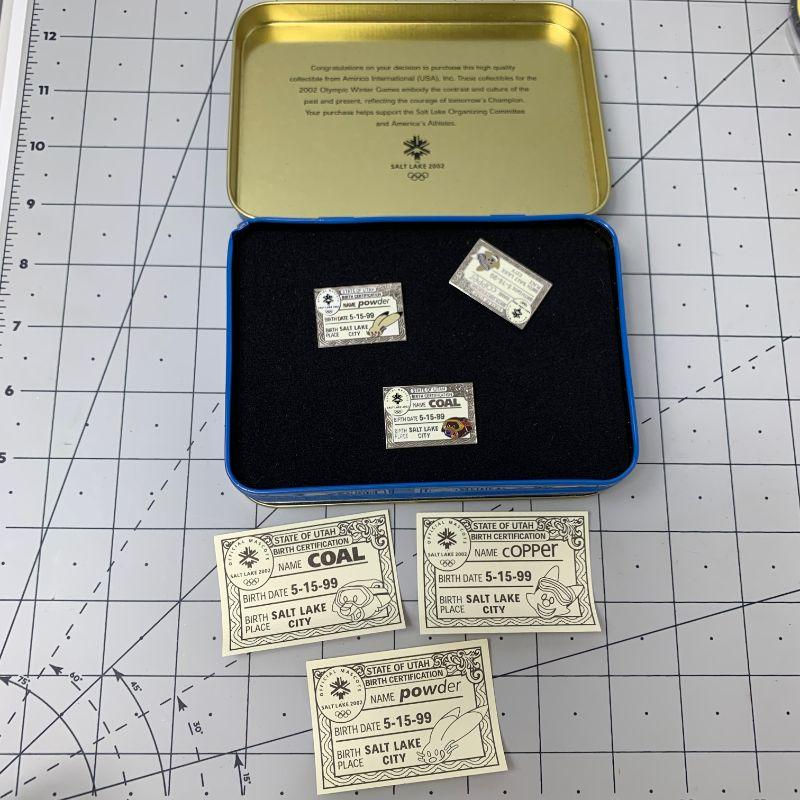 12
11
10
9
8
7
6
5
Congratulations on your decision to purchase this high quality
collectible from Aminco International (USA), Inc. These collectibles for the
2002 Olympic Winter Games embody the contrast and culture of the
past and present, reflecting the courage of tomorrow's Champion.
Your purchase helps support the Salt Lake Organizing Committee
and America's Athletes.
SALT LAKE 2002
STATE OF UTAH
BIRTH CERTIFICATION
NAME powder
BIRTH DATE 5-15-99
BIRTH PLACE SALT LAKE
CITY
STATE OF UTAH
BIRTH CERTIFICATION
NAME COAL
BIRTH DATE 5-15-99
BIRTH PLACE SALT LAKE
CITY
OFFICIAL MASCOTS
SALT LAKE 2002
STATE OF UTAH
BIRTH CERTIFICATION
NAME COAL
BIRTH DATE 5-15-99
BIRTH PLACE SALT LAKE
CITY
OFFICIAL MASCOTS
SALT LAKE 2002
STATE OF UTAH
BIRTH CERTIFICATION
NAME COPPER
BIRTH DATE 5-15-99
BIRTH PLACE SALT LAKE
CITY
OFFICIAL MASCOTS
SALT LAKE 2002
STATE OF UTAH
BIRTH CERTIFICATION
NAME powder
BIRTH DATE 5-15-99
BIRTH PLACE SALT LAKE
CITY
75°
60°
45°
30°
15°